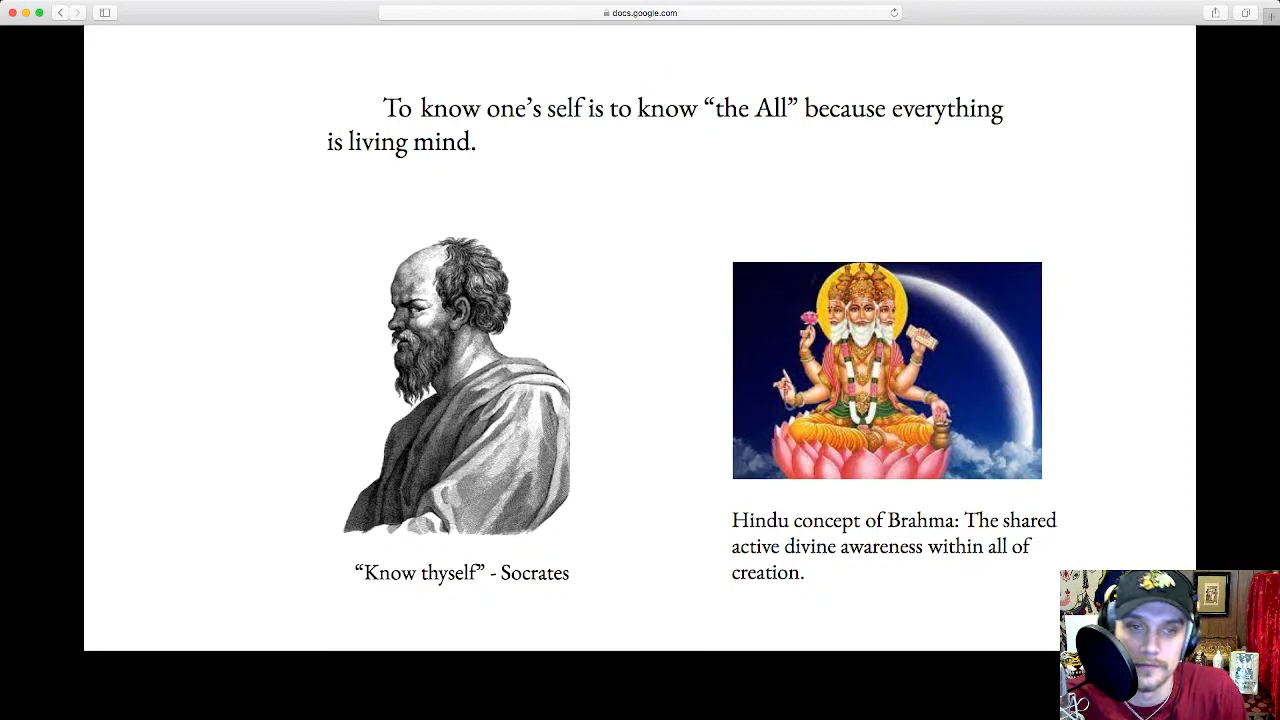 docs.google.com
To know one’s self is to know “the All” because everything
is living mind.
“Know thyself” - Socrates
Hindu concept of Brahma: The shared
active divine awareness within all of
creation.